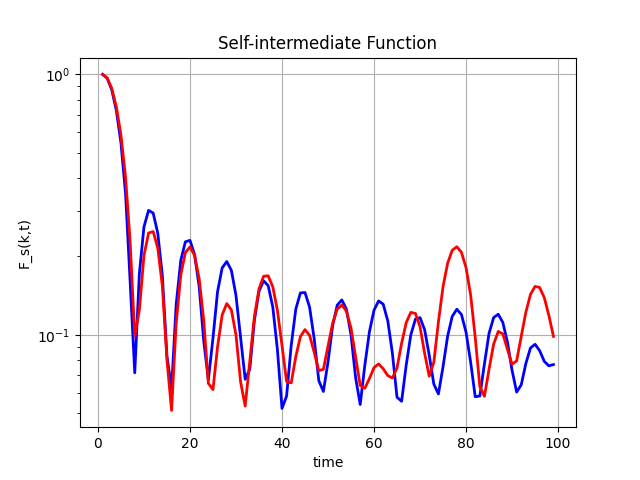 Self-intermediate Function
F_s(k,t)
10⁰
10⁻¹
0 20 40 60 80 100
time